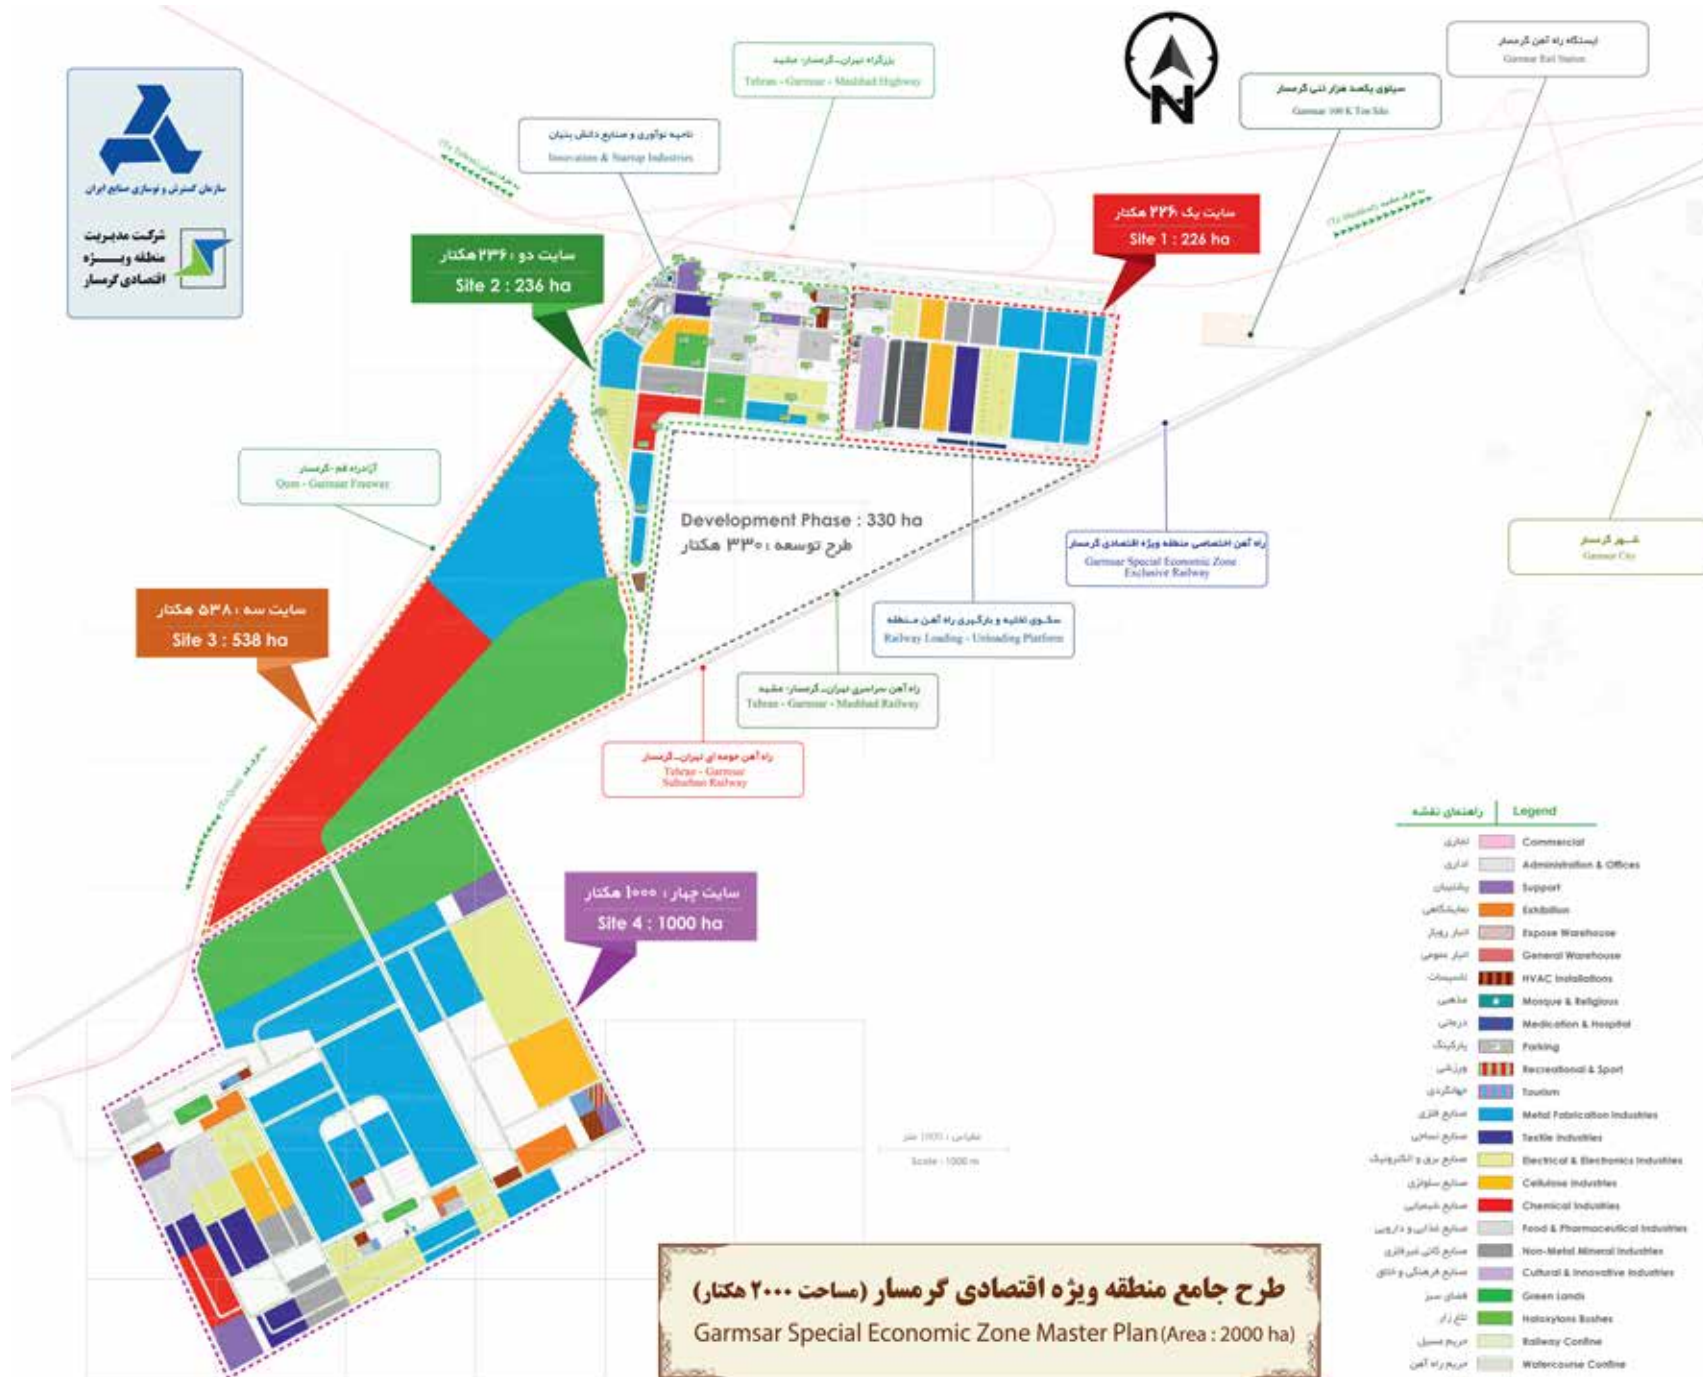 سازمان گسترش و نوسازی صنایع ایران
شرکت مدیریت
منطقه ویــــژه
اقتصادی گرمسار
بزرگراه تهران-گرمسار- مشهد
Tehran - Garmsar - Mashhad Highway
ناحیه نوآوری و صنایع دانش بنیان
Innovation & Startup Industries
N
سیلوی یکصد هزار تنی گرمسار
Garmsar 100 K Ton Silo
ایستگاه راه آهن گرمسار
Garmsar Rail Station
سایت یک :۲۲۶ هکتار
Site 1 : 226 ha
سایت دو :۲۳۶ هکتار
Site 2 : 236 ha
آزادراه قم-گرمسار
Qom - Garmsar Freeway
Development Phase : 330 ha
طرح توسعه :۳۳۰ هکتار
راه آهن اختصاصی منطقه ویژه اقتصادی گرمسار
Garmsar Special Economic Zone
Exclusive Railway
شــهر گرمسار
Garmsar City
سایت سه :۵۳۸ هکتار
Site 3 : 538 ha
سکـوی تخلیه و بارگـیری راه آهن مـنطقه
Railway Loading - Unloading Platform
راه آهن سراسری تهران-گرمسار- مشهد
Tehran - Garmsar - Mashhad Railway
راه آهن حومه ای تهران-گرمسار
Tehran - Garmsar
Suburban Railway
سایت چهار : ۱۰۰۰ هکتار
Site 4 : 1000 ha
مقیاس : 1000 متر
Scale : 1000 m
راهنمای نقشه Legend
تجاری Commercial
اداری Administration & Offices
پشتیبان Support
نمایشگاهی Exhibition
انبار روباز Expose Warehouse
انبار عمومی General Warehouse
تاسیسات HVAC Installations
مذهبی Mosque & Religious
درمانی Medication & Hospital
پارکینگ Parking
ورزشی Recreational & Sport
جهانگردی Tourism
صنایع فلزی Metal Fabrication Industries
صنایع نساجی Textile Industries
صنایع برق و الکترونیک Electrical & Electronics Industries
صنایع سلولزی Cellulose Industries
صنایع شیمیایی Chemical Industries
صنایع غذایی و دارویی Food & Pharmaceutical Industries
صنایع کانی غیرفلزی Non-Metal Mineral Industries
صنایع فرهنگی و خلاق Cultural & Innovative Industries
فضای سبز Green Lands
تاغ زار Haloxylons Bushes
حریم مسیل Railway Confine
حریم راه آهن Watercourse Confine
طرح جامع منطقه ویژه اقتصادی گرمسار (مساحت ۲۰۰۰ هکتار)
Garmsar Special Economic Zone Master Plan (Area : 2000 ha)